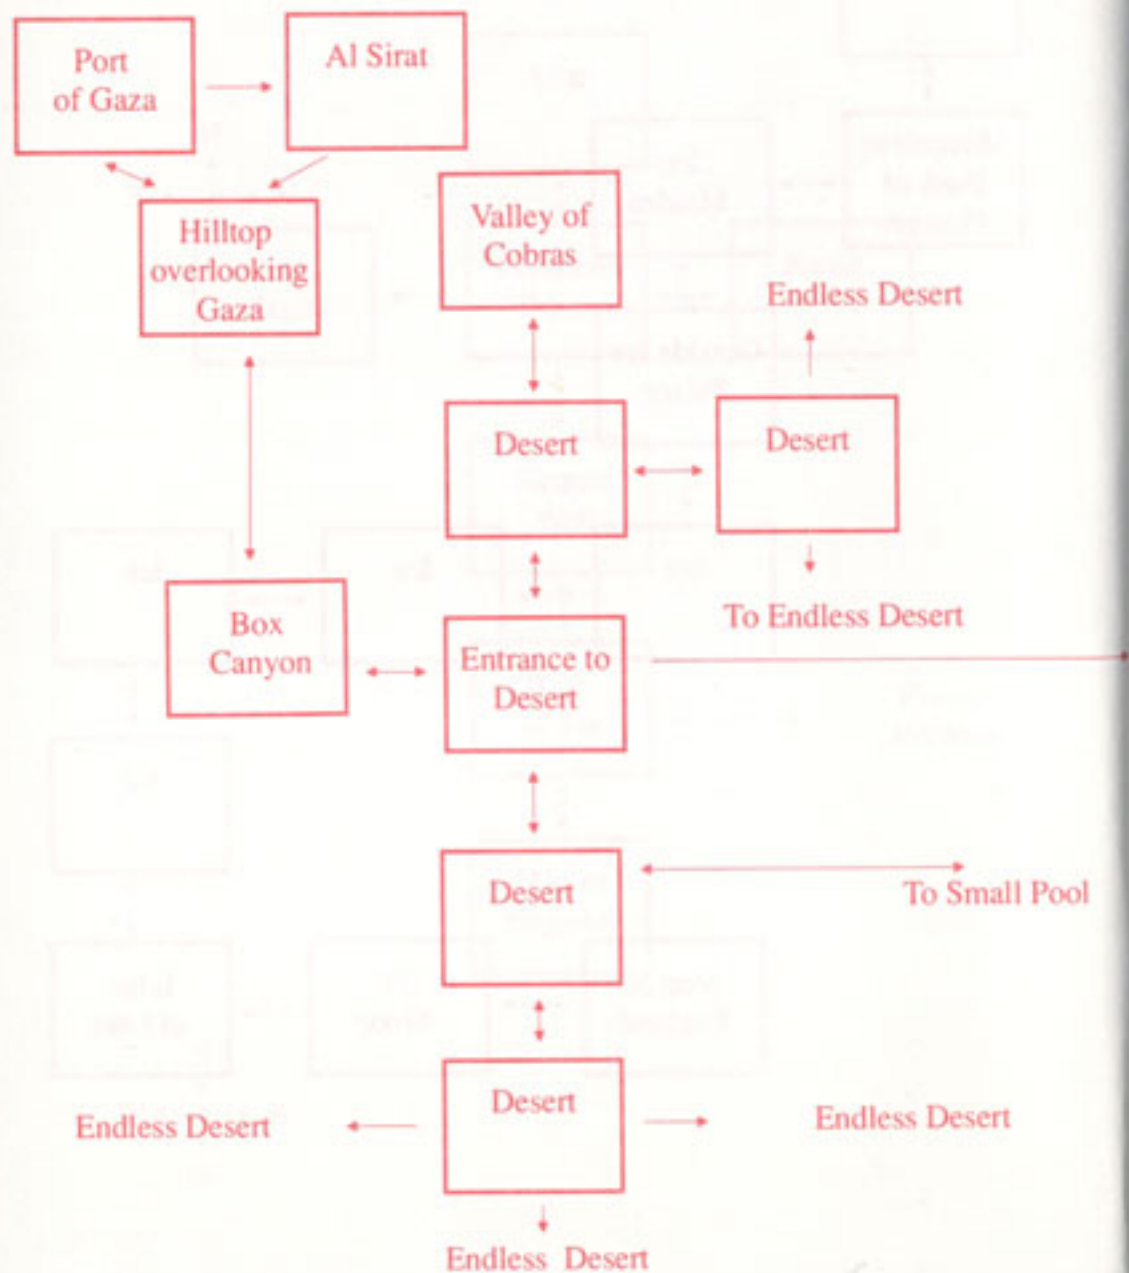 Port
of Gaza
Al Sirat
Hilltop
overlooking
Gaza
Valley of
Cobras
Endless Desert
Desert
Desert
To Endless Desert
Box
Canyon
Entrance to
Desert
Desert
To Small Pool
Desert
Endless Desert
Endless Desert
Endless Desert